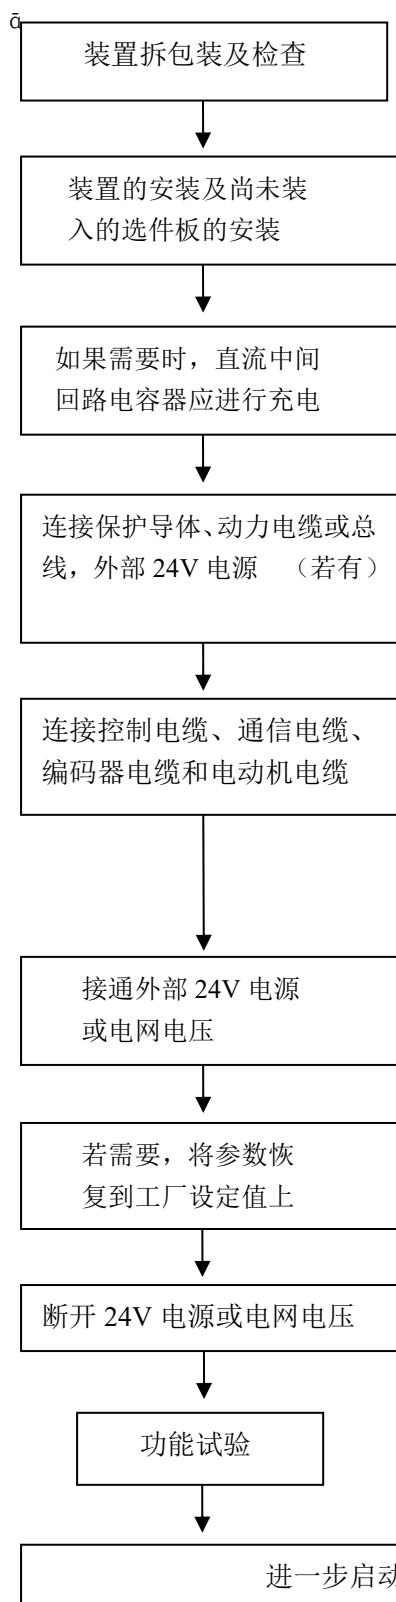 ā
装置拆包装及检查
装置的安装及尚未装
入的选件板的安装
如果需要时，直流中间
回路电容器应进行充电
连接保护导体、动力电缆或总
线，外部 24V 电源 （若有）
连接控制电缆、通信电缆、
编码器电缆和电动机电缆
接通外部 24V 电源
或电网电压
若需要，将参数恢
复到工厂设定值上
断开 24V 电源或电网电压
功能试验
进一步启动